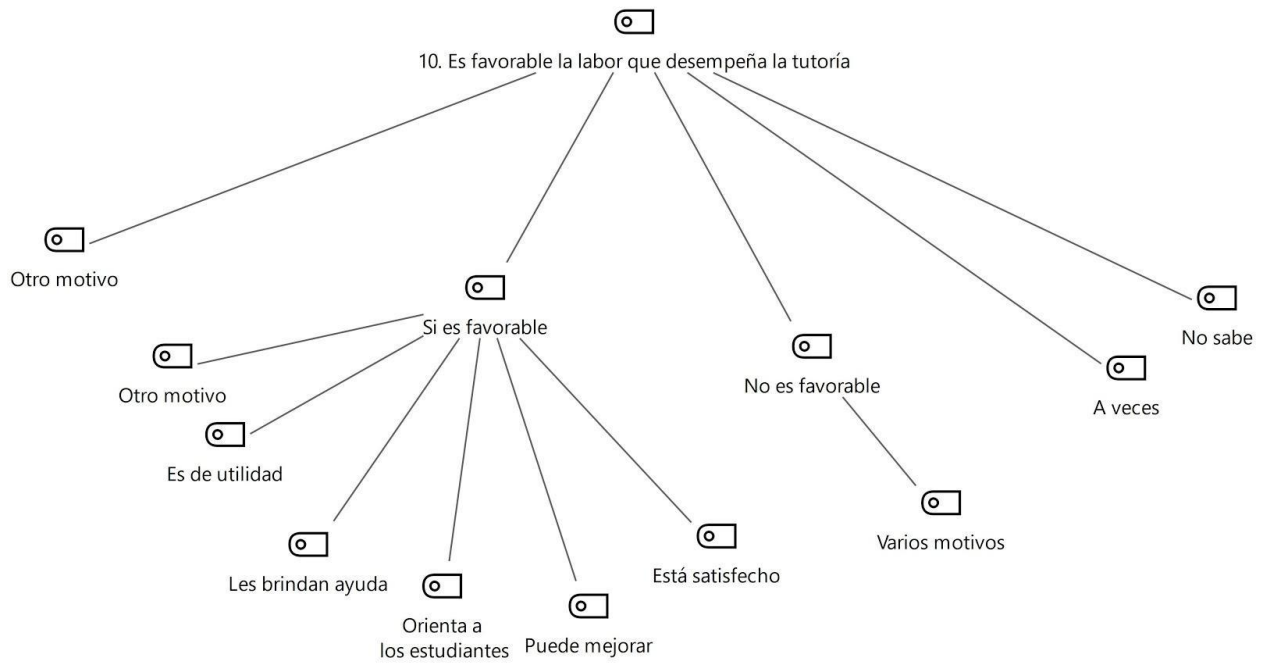 10. Es favorable la labor que desempeña la tutoría
Otro motivo
Si es favorable
No sabe
Otro motivo
No es favorable
A veces
Es de utilidad
Varios motivos
Les brindan ayuda
Está satisfecho
Orienta a
los estudiantes
Puede mejorar